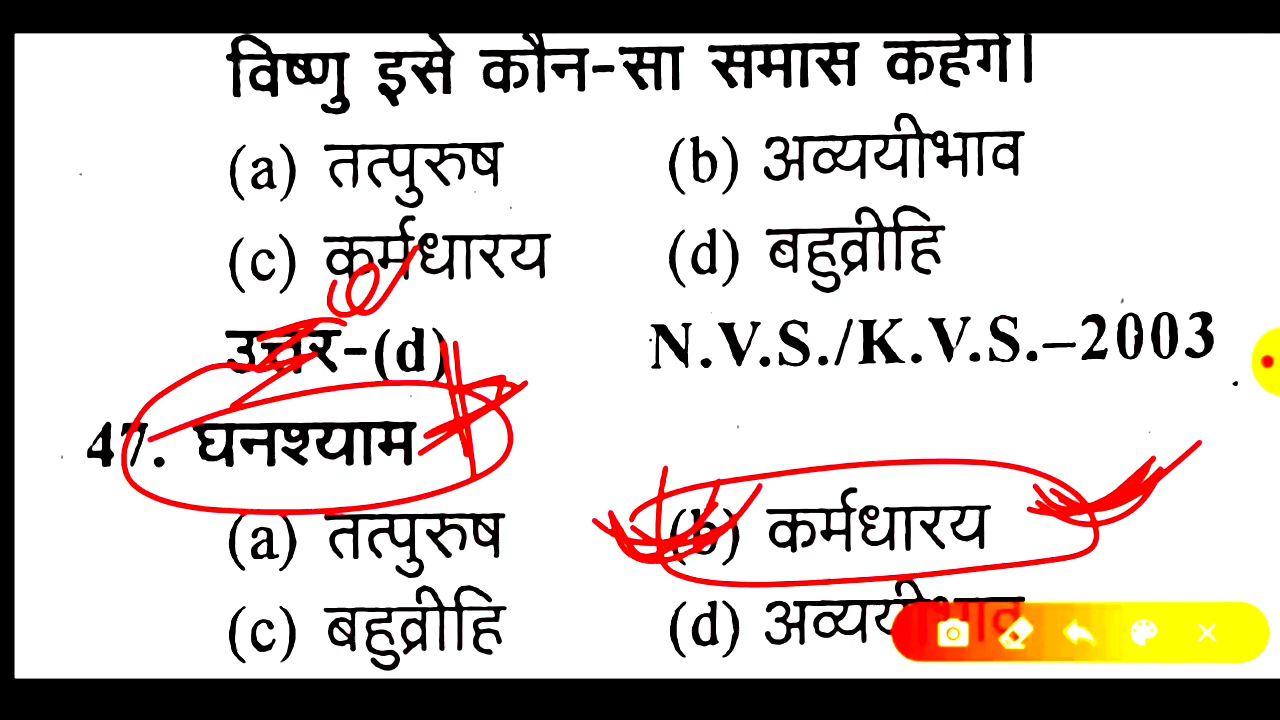 विष्णु इसे कौन-सा समास कहेंगे।
(a) तत्पुरुष (b) अव्ययीभाव
(c) कर्मधारय (d) बहुव्रीहि
उत्तर-(d) N.V.S./K.V.S.–2003
47. घनश्याम
(a) तत्पुरुष (b) कर्मधारय
(c) बहुव्रीहि (d) अव्ययीभाव